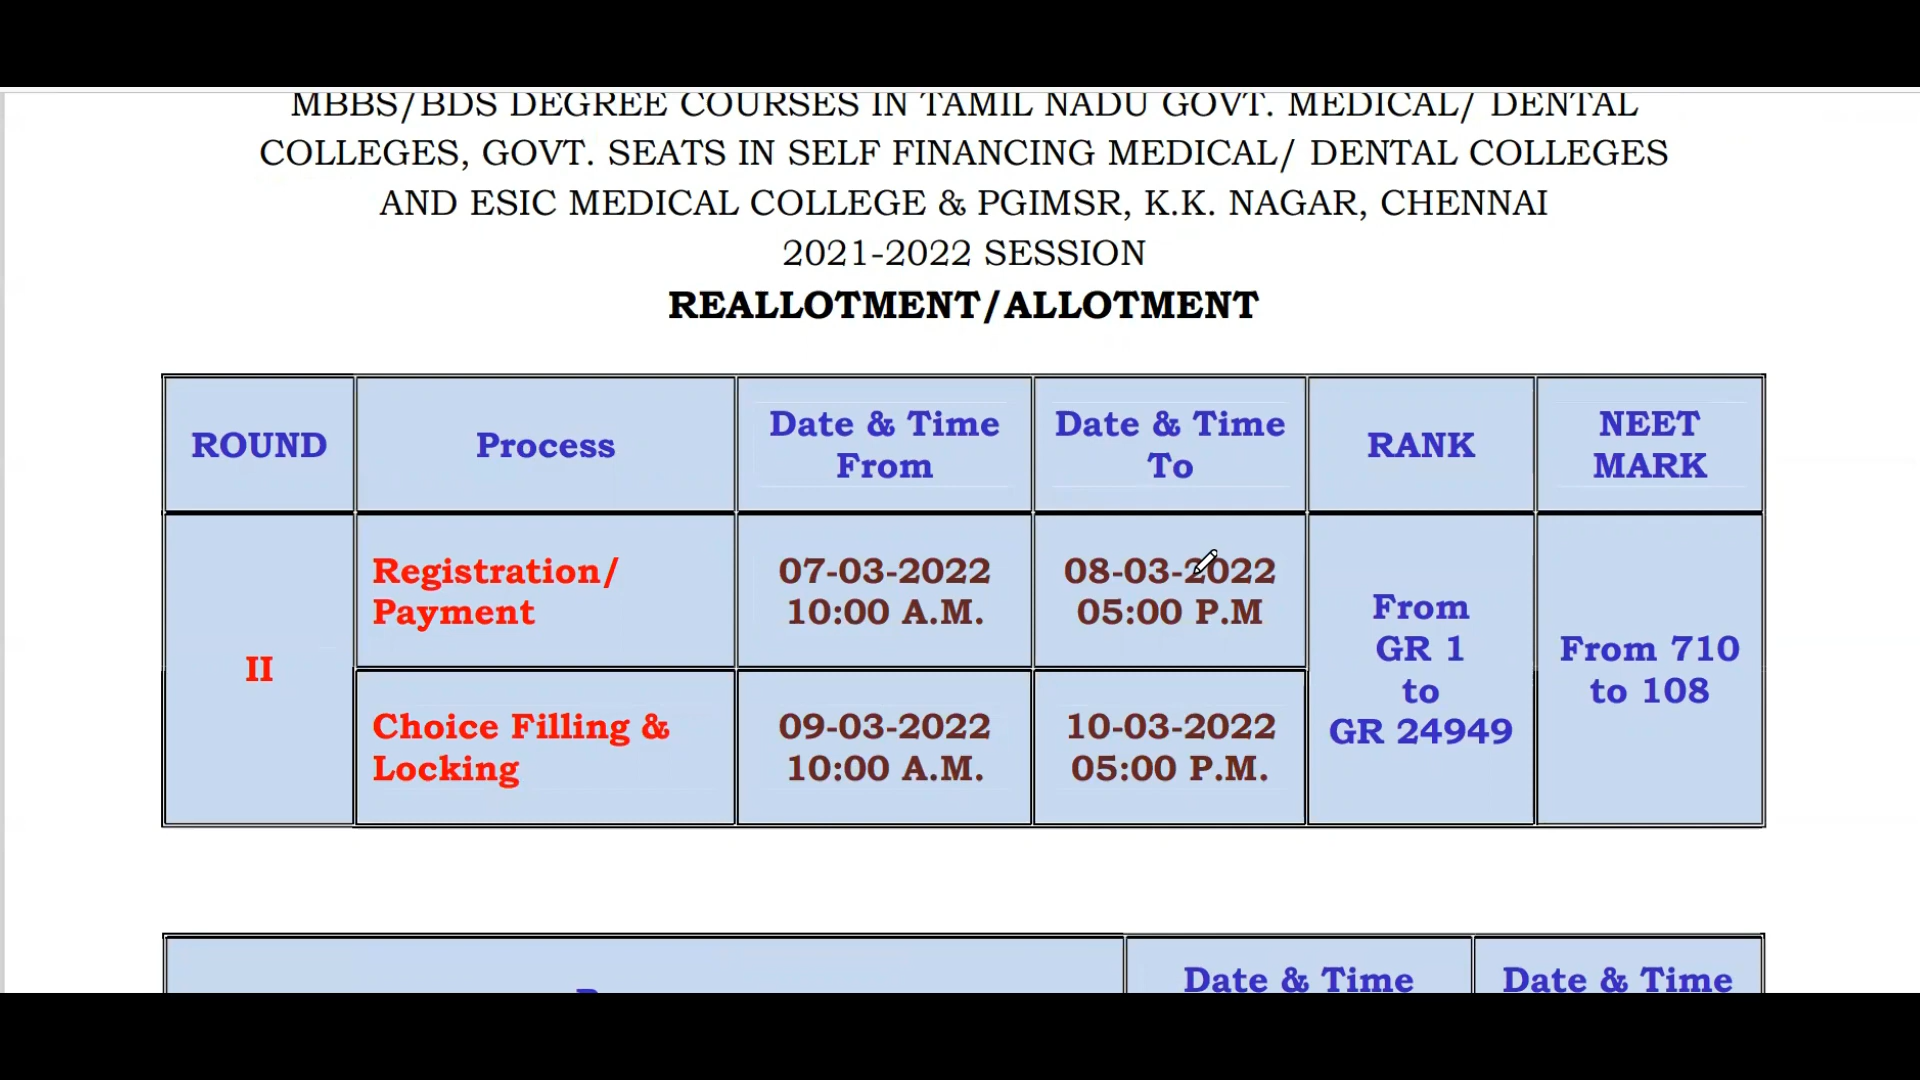 MBBS/BDS DEGREE COURSES IN TAMIL NADU GOVT. MEDICAL/ DENTAL
COLLEGES, GOVT. SEATS IN SELF FINANCING MEDICAL/ DENTAL COLLEGES
AND ESIC MEDICAL COLLEGE & PGIMSR, K.K. NAGAR, CHENNAI
2021-2022 SESSION
REALLOTMENT/ALLOTMENT
ROUND
Process
Date & Time
From
Date & Time
To
RANK
NEET
MARK
II
Registration/
Payment
07-03-2022
10:00 A.M.
08-03-2022
05:00 P.M
From
GR 1
to
GR 24949
From 710
to 108
Choice Filling &
Locking
09-03-2022
10:00 A.M.
10-03-2022
05:00 P.M.
Date & Time
Date & Time